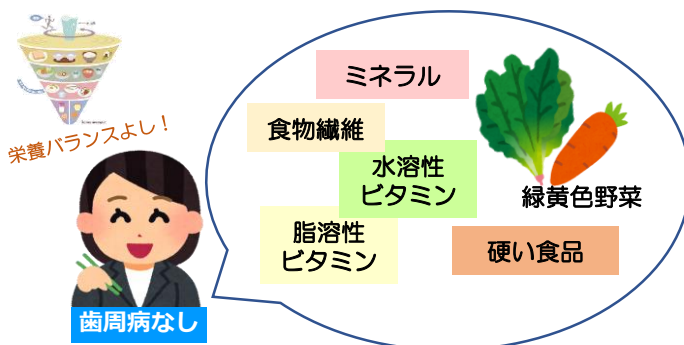 栄養バランスよし！
ミネラル
食物繊維
水溶性
ビタミン
緑黄色野菜
脂溶性
ビタミン
硬い食品
歯周病なし